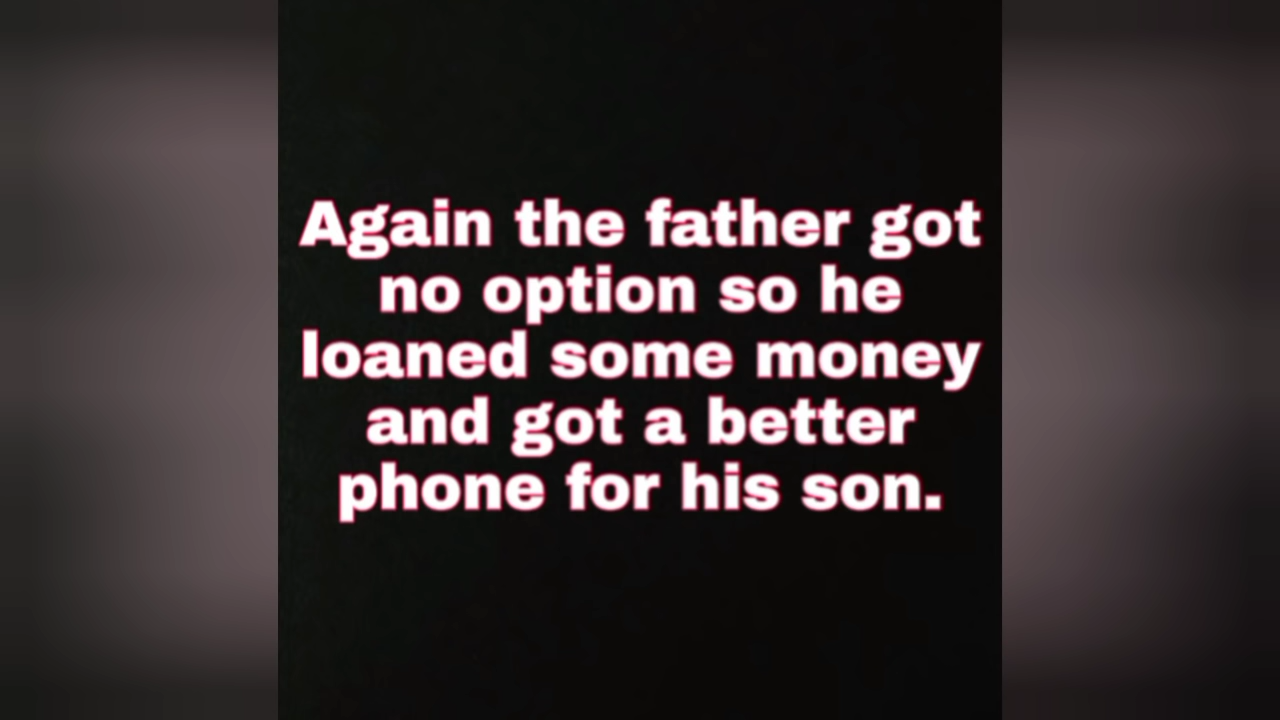 Again the father got
no option so he
loaned some money
and got a better
phone for his son.